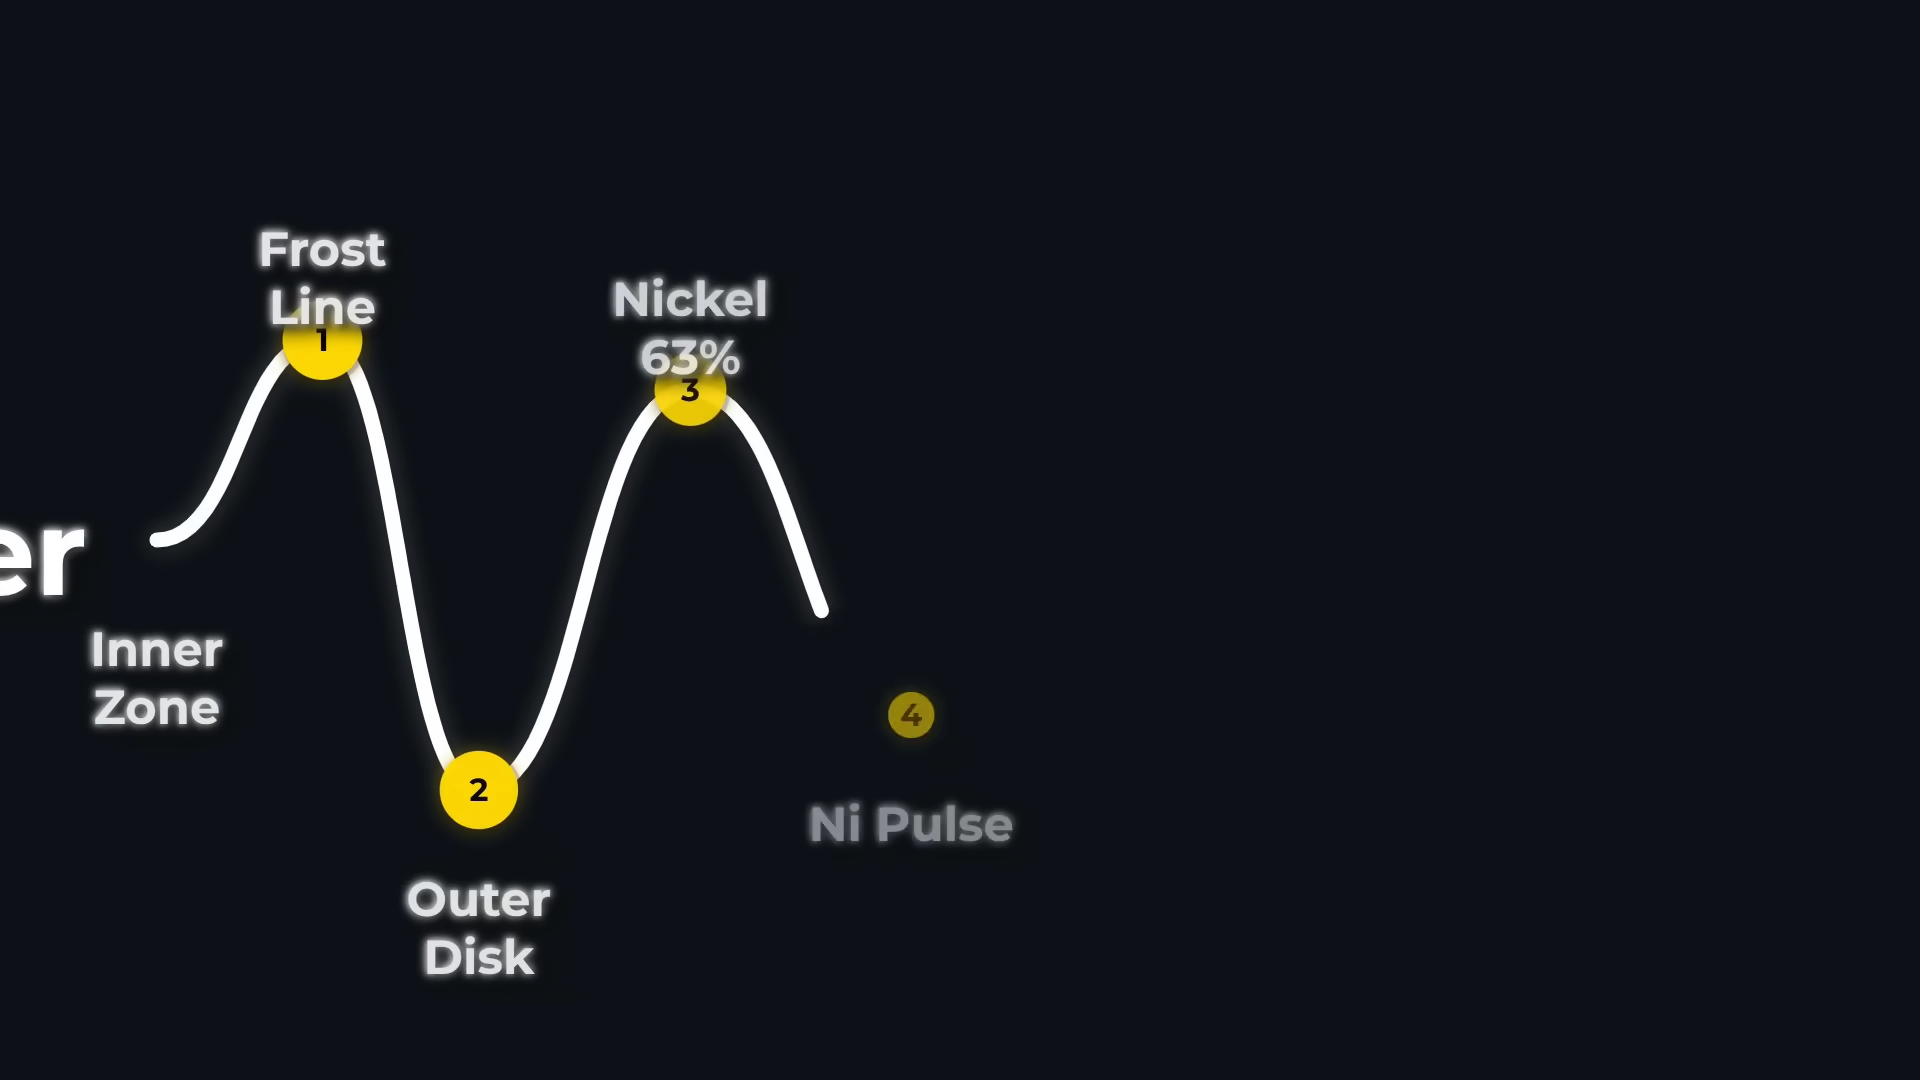 Frost
Line
1
Nickel
63%
3
er
Inner
Zone
2
Outer
Disk
4
Ni Pulse